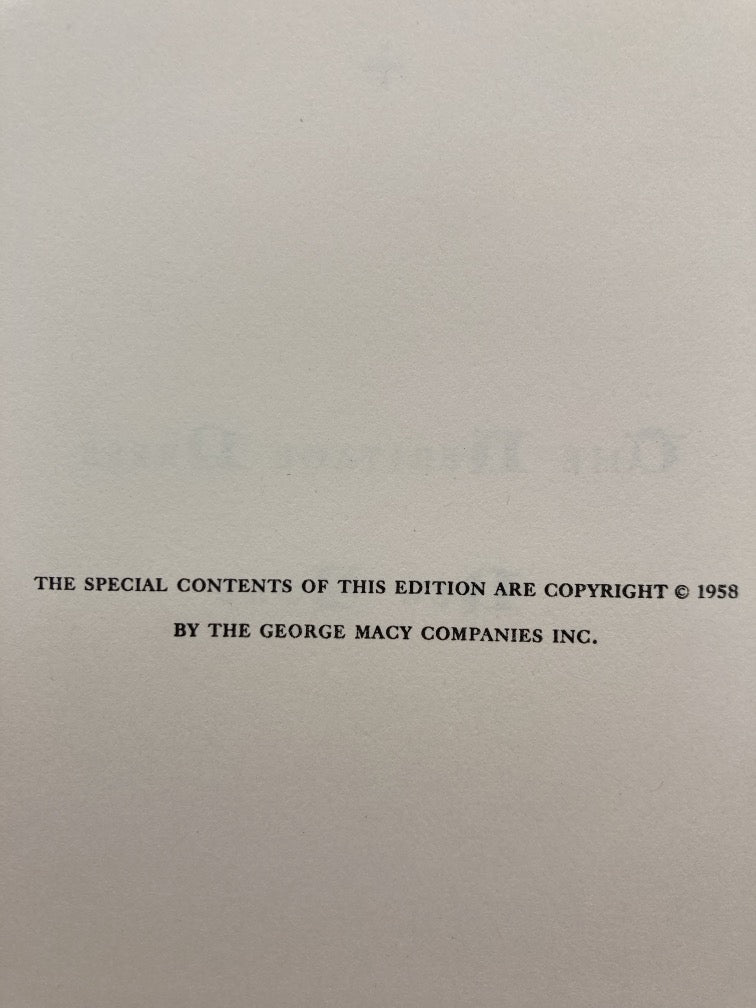 THE SPECIAL CONTENTS OF THIS EDITION ARE COPYRIGHT © 1958
BY THE GEORGE MACY COMPANIES INC.